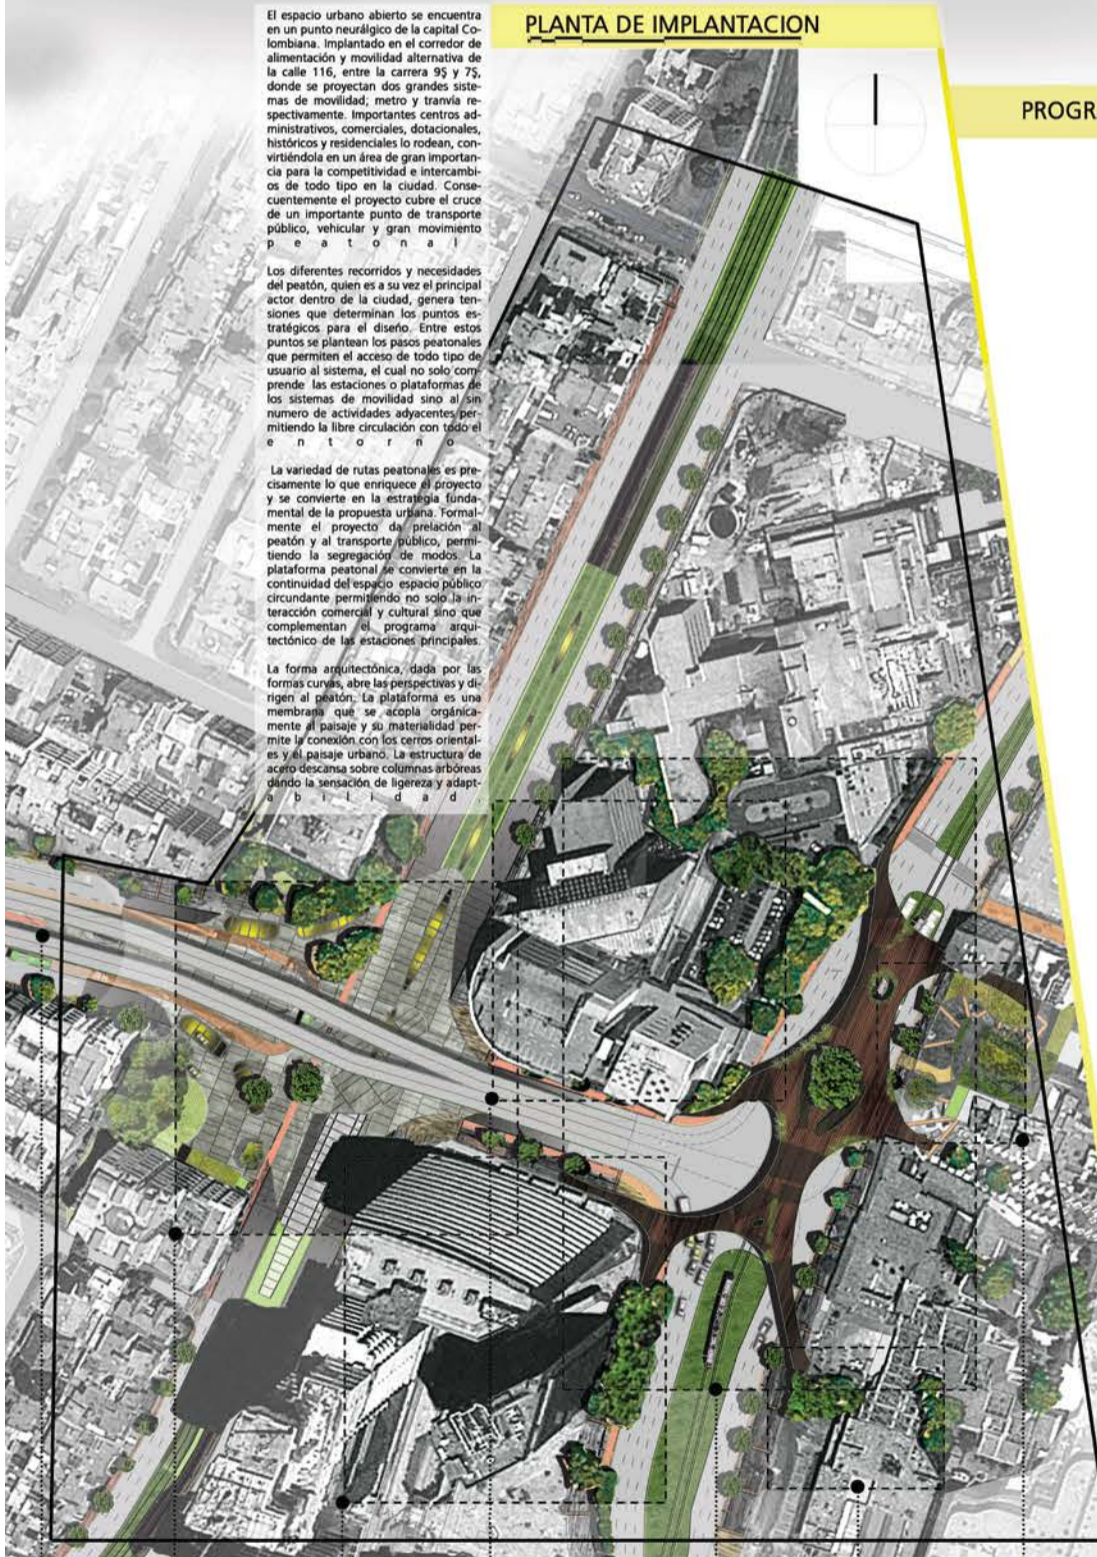 El espacio urbano abierto se encuentra
en un punto neurálgico de la capital Co-
lombiana. Implantado en el corredor de
alimentación y movilidad alternativa de
la calle 116, entre la carrera 9$ y 7$,
donde se proyectan dos grandes siste-
mas de movilidad; metro y tranvía re-
spectivamente. Importantes centros ad-
ministrativos, comerciales, dotacionales,
históricos y residenciales lo rodean, con-
virtiéndola en un área de gran importan-
cia para la competitividad e intercambi-
os de todo tipo en la ciudad. Conse-
cuentemente el proyecto cubre el cruce
de un importante punto de transporte
público, vehicular y gran movimiento
p e a t o n a l .
Los diferentes recorridos y necesidades
del peatón, quien es a su vez el principal
actor dentro de la ciudad, genera ten-
siones que determinan los puntos es-
tratégicos para el diseño. Entre estos
puntos se plantean los pasos peatonales
que permiten el acceso de todo tipo de
usuario al sistema, el cual no solo com-
prende las estaciones o plataformas de
los sistemas de movilidad sino al sin
numero de actividades adyacentes per-
mitiendo la libre circulación con todo el
e n t o r n o .
La variedad de rutas peatonales es pre-
cisamente lo que enriquece el proyecto
y se convierte en la estrategia funda-
mental de la propuesta urbana. Formal-
mente el proyecto da prelación al
peatón y al transporte público, permi-
tiendo la segregación de modos. La
plataforma peatonal se convierte en la
continuidad del espacio espacio público
circundante permitiendo no solo la in-
teracción comercial y cultural sino que
complementan el programa arqui-
tectónico de las estaciones principales.
La forma arquitectónica, dada por las
formas curvas, abre las perspectivas y di-
rigen al peatón. La plataforma es una
membrana que se acopla orgánica-
mente al paisaje y su materialidad per-
mite la conexión con los cerros oriental-
es y el paisaje urbano. La estructura de
acero descansa sobre columnas arbóreas
dando la sensación de ligereza y adapt-
a b i l i d a d .
PLANTA DE IMPLANTACION
PROGR